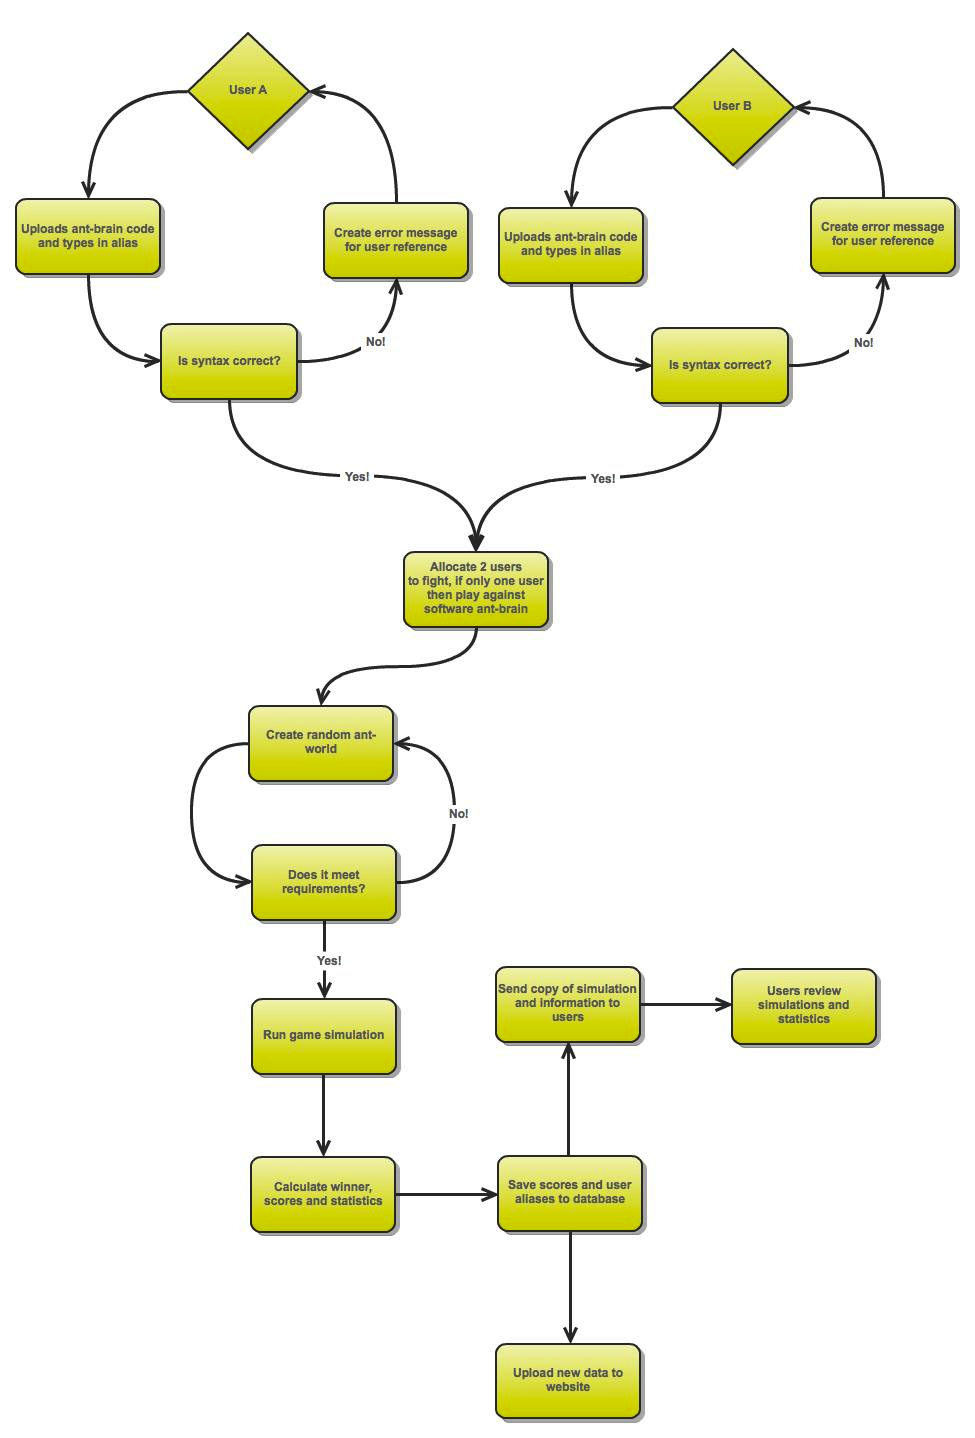 User A
User B
Uploads ant-brain code
and types in alias
Create error message
for user reference
Uploads ant-brain code
and types in alias
Create error message
for user reference
Is syntax correct?
No!
Is syntax correct?
No!
Yes!
Yes!
Allocate 2 users
to fight, if only one user
then play against
software ant-brain
Create random ant-
world
No!
Does it meet
requirements?
Yes!
Run game simulation
Send copy of simulation
and information to
users
Users review
simulations and
statistics
Calculate winner,
scores and statistics
Save scores and user
aliases to database
Upload new data to
website